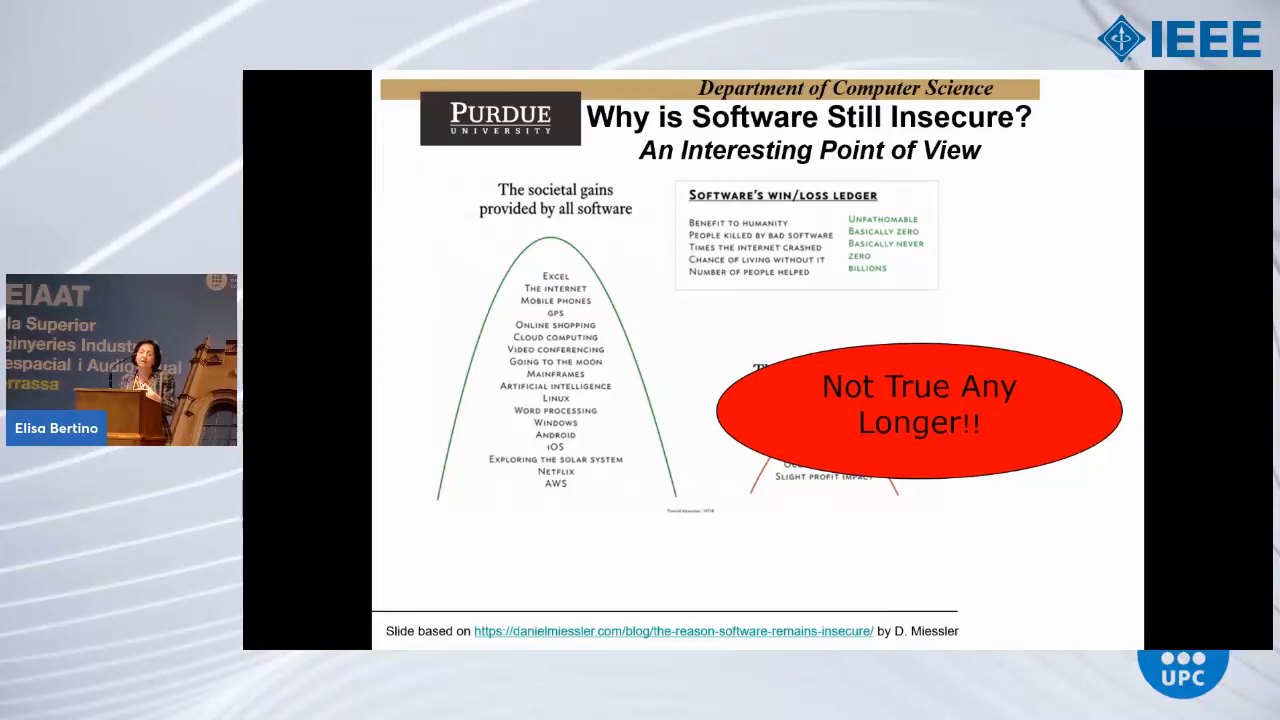 IEEE
Department of Computer Science
PURDUE
UNIVERSITY
Why is Software Still Insecure?
An Interesting Point of View
The societal gains
provided by all software
SOFTWARE'S WIN/LOSS LEDGER
BENEFIT TO HUMANITY UNFATHOMABLE
PEOPLE KILLED BY BAD SOFTWARE BASICALLY ZERO
TIMES THE INTERNET CRASHED BASICALLY NEVER
CHANCE OF LIVING WITHOUT IT ZERO
NUMBER OF PEOPLE HELPED BILLIONS
EXCEL
THE INTERNET
MOBILE PHONES
GPS
ONLINE SHOPPING
CLOUD COMPUTING
VIDEO CONFERENCING
GOING TO THE MOON
MAINFRAMES
ARTIFICIAL INTELLIGENCE
LINUX
WORD PROCESSING
WINDOWS
ANDROID
iOS
EXPLORING THE SOLAR SYSTEM
NETFLIX
AWS
Not True Any
Longer!!
SLIGHT PROFIT IMPACT
Slide based on https://danielmiessler.com/blog/the-reason-software-remains-insecure/ by D. Miessler
EIAAT
la Superior
ginyeries Indust
espacial i Audio ual
rrassa
Elisa Bertino
UPC